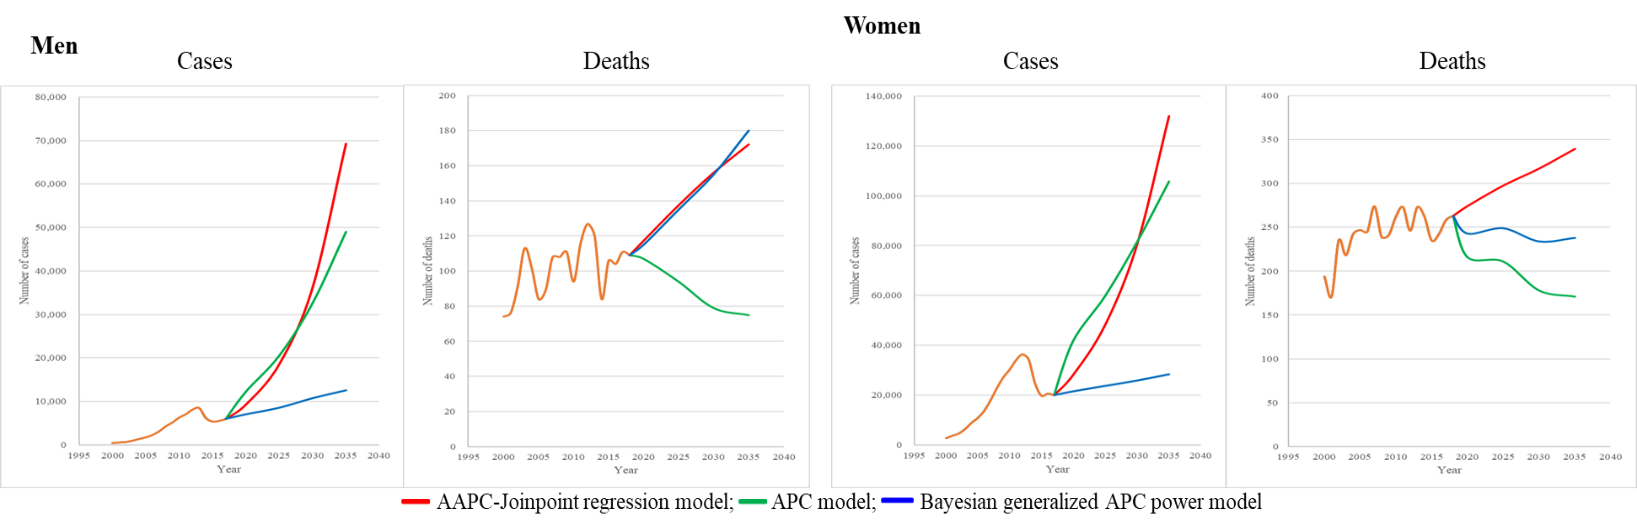 Men
Women
Cases
Deaths
Cases
Deaths
80,000
70,000
60,000
50,000
40,000
30,000
20,000
10,000
0
Number of cases
1995 2000 2005 2010 2015 2020 2025 2030 2035 2040
Year
200
180
160
140
120
100
80
60
40
20
0
Number of deaths
1995 2000 2005 2010 2015 2020 2025 2030 2035 2040
Year
140,000
120,000
100,000
80,000
60,000
40,000
20,000
0
Number of cases
1995 2000 2005 2010 2015 2020 2025 2030 2035 2040
Year
400
350
300
250
200
150
100
50
0
Number of deaths
1995 2000 2005 2010 2015 2020 2025 2030 2035 2040
Year
AAPC-Joinpoint regression model; APC model; Bayesian generalized APC power model